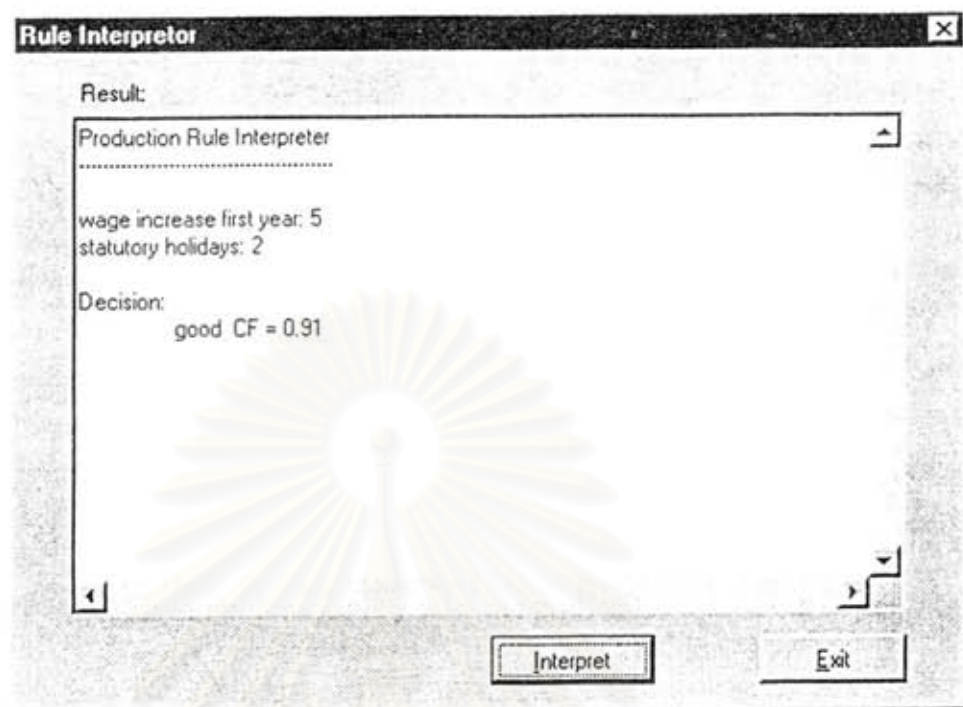 Rule Interpretor
Result:
Production Rule Interpreter
wage increase first year: 5
statutory holidays: 2
Decision:
good CF = 0.91
Interpret
Exit